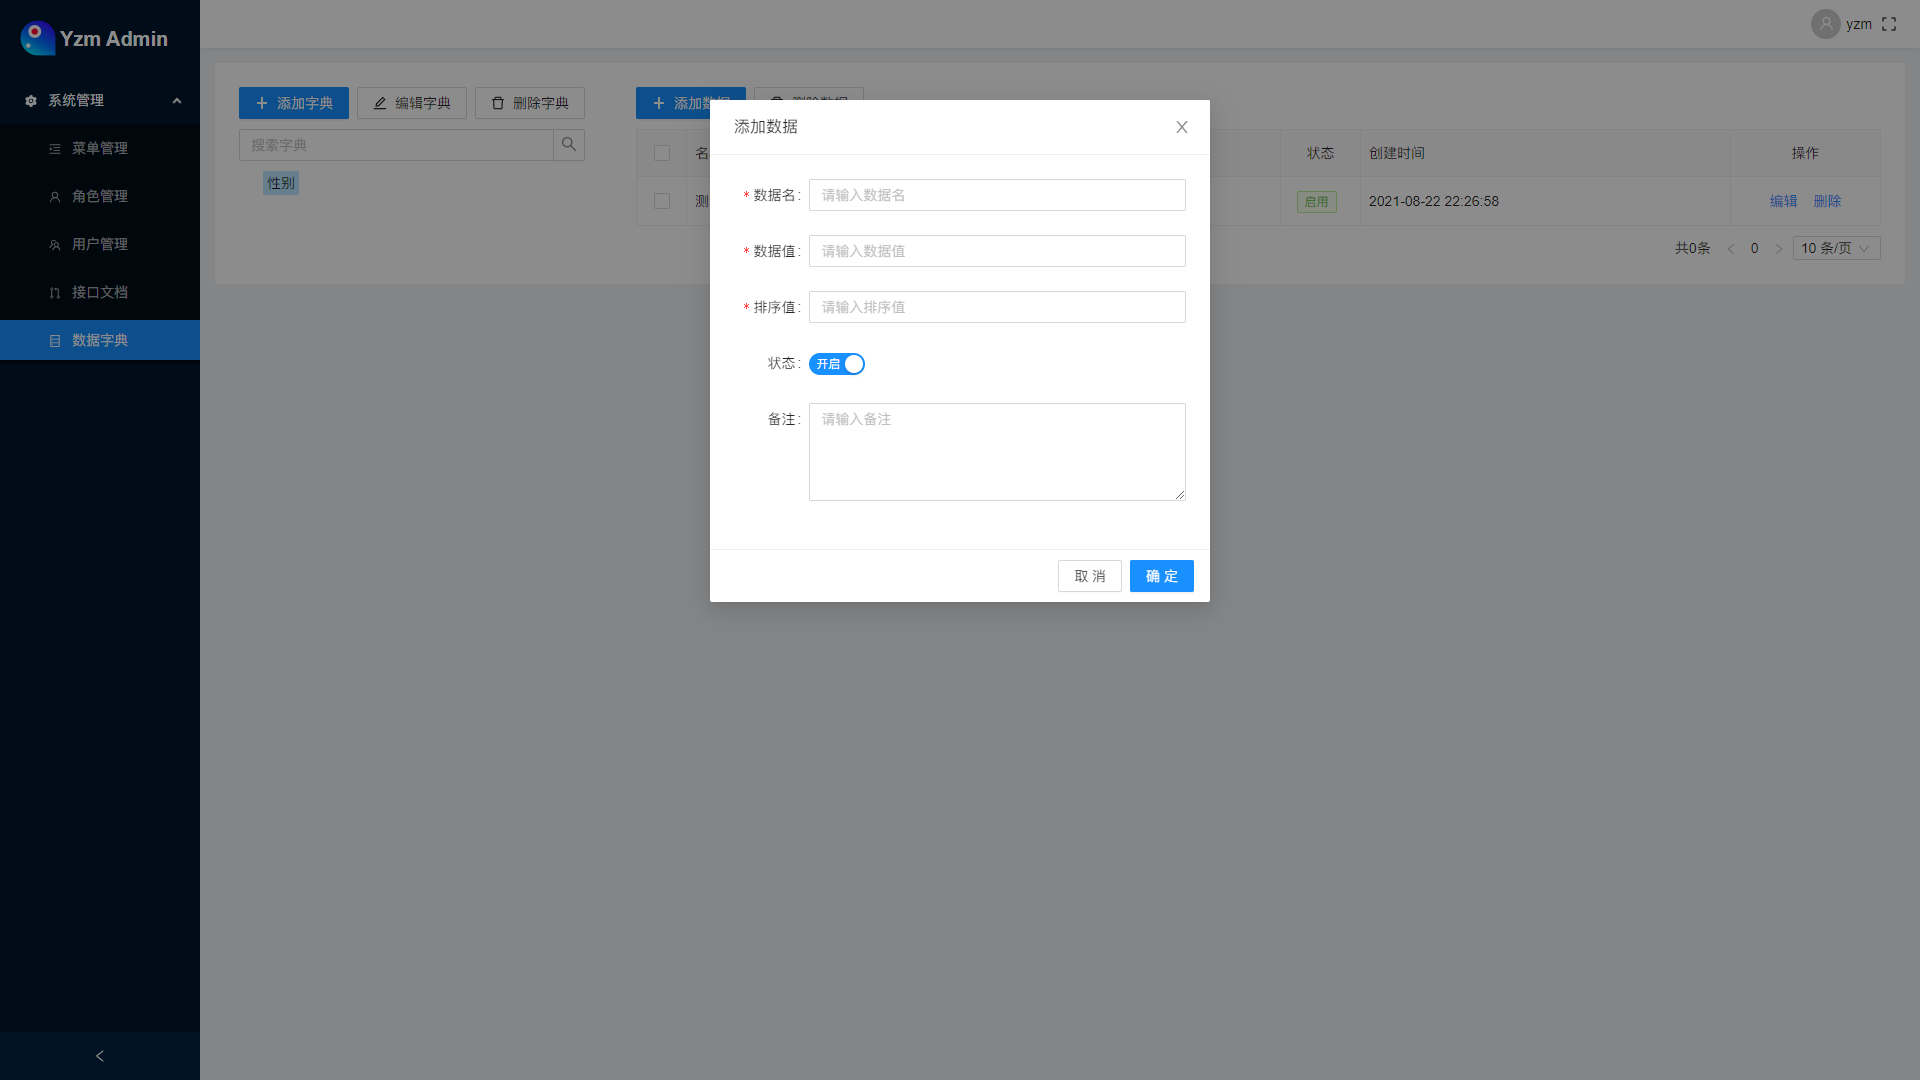 Yzm Admin
yzm
系统管理
菜单管理
角色管理
用户管理
接口文档
数据字典
添加字典
编辑字典
删除字典
搜索字典
性别
添加数据
删除数据
名
状态
创建时间
操作
测
启用
2021-08-22 22:26:58
编辑
删除
共0条
0
10 条/页
添加数据
* 数据名:
请输入数据名
* 数据值:
请输入数据值
* 排序值:
请输入排序值
状态:
开启
备注:
请输入备注
取 消
确 定